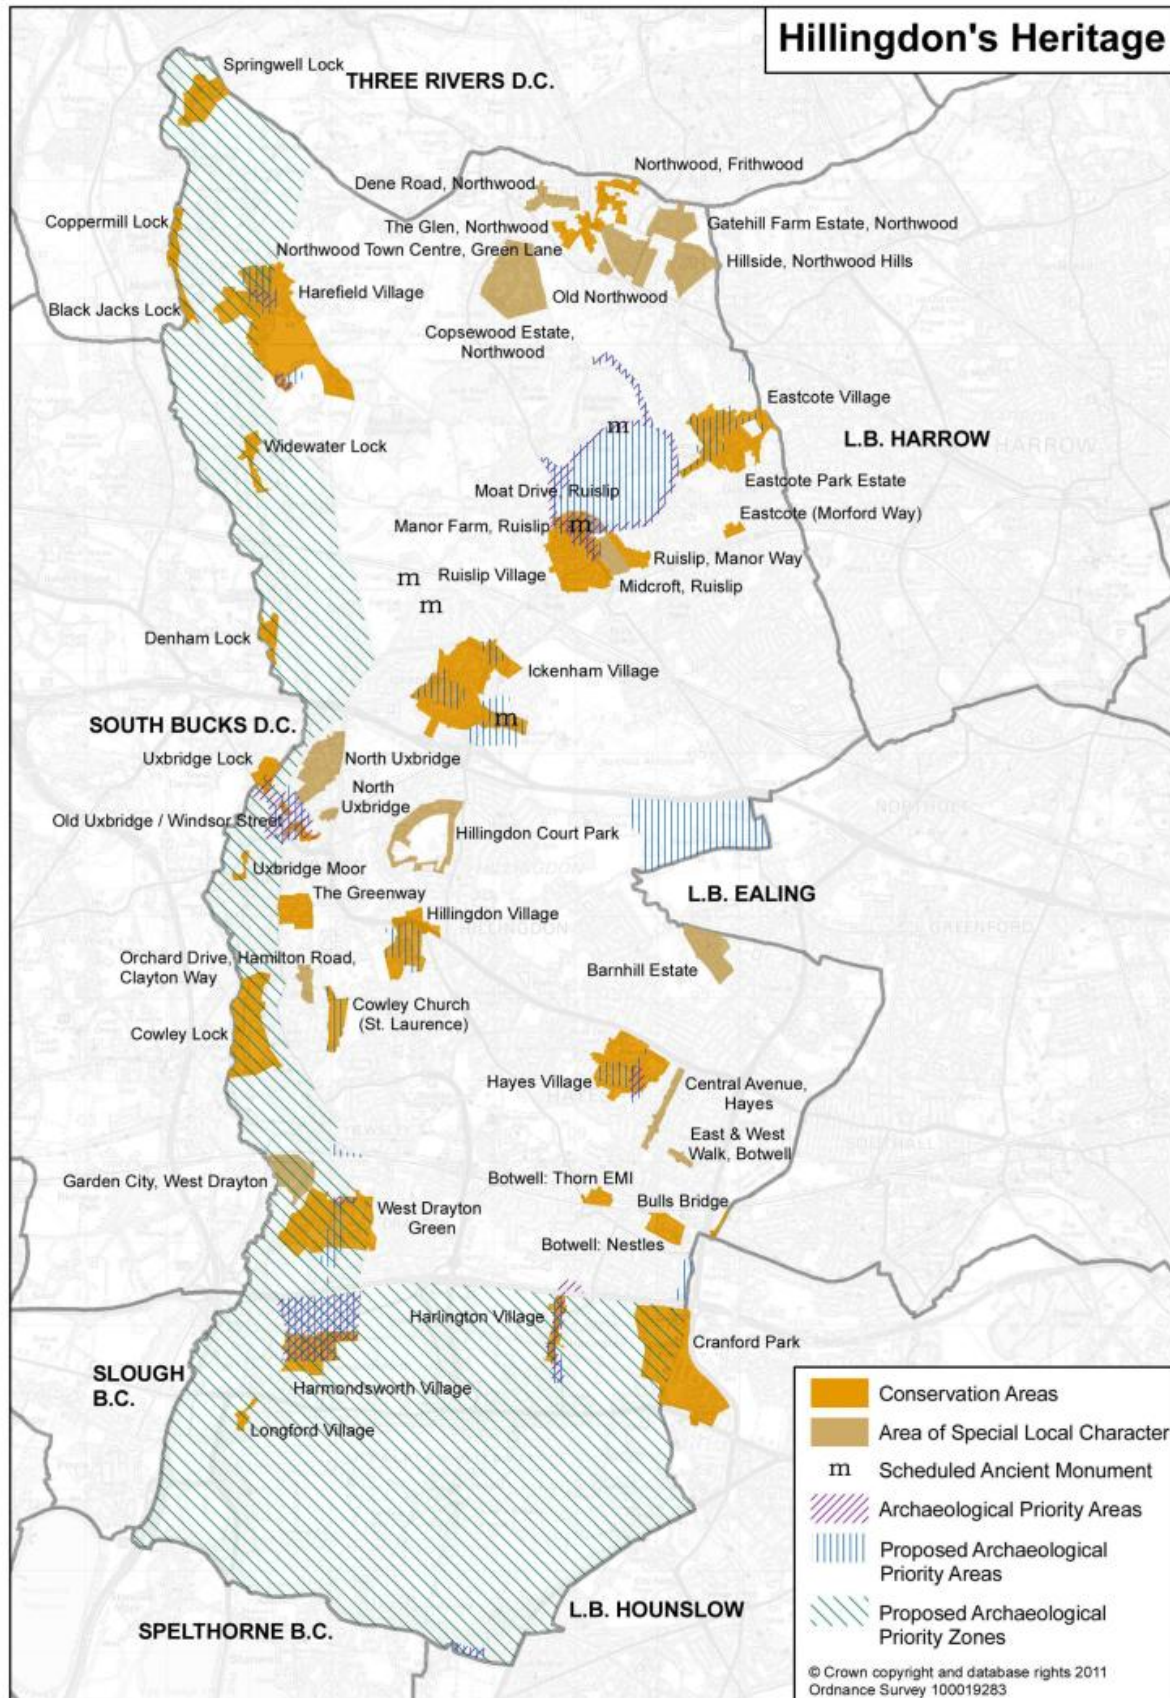 Hillingdon's Heritage
Springwell Lock
THREE RIVERS D.C.
Northwood, Frithwood
Dene Road, Northwood
Coppermill Lock
The Glen, Northwood
Gatehill Farm Estate, Northwood
Northwood Town Centre, Green Lane
Hillside, Northwood Hills
Harefield Village
Old Northwood
Black Jacks Lock
Copsewood Estate,
Northwood
Eastcote Village
m
L.B. HARROW
HARROW
Widewater Lock
Eastcote Park Estate
Moat Drive, Ruislip
Eastcote (Morford Way)
Manor Farm, Ruislip
m
Ruislip, Manor Way
m
Ruislip Village
Midcroft, Ruislip
m
Denham Lock
Ickenham Village
m
SOUTH BUCKS D.C.
Uxbridge Lock
North Uxbridge
North
Uxbridge
Old Uxbridge / Windsor Street
Hillingdon Court Park
Uxbridge Moor
The Greenway
L.B. EALING
Hillingdon Village
HILLINGDON
GREENFORD
Orchard Drive, Hamilton Road,
Clayton Way
Barnhill Estate
Cowley Church
(St. Laurence)
Cowley Lock
Hayes Village
Central Avenue,
Hayes
East & West
Walk, Botwell
Garden City, West Drayton
Botwell: Thorn EMI
West Drayton
Green
Bulls Bridge
Botwell: Nestles
Harlington Village
Cranford Park
SLOUGH
B.C.
Harmondsworth Village
Longford Village
L.B. HOUNSLOW
SPELTHORNE B.C.
Conservation Areas
Area of Special Local Character
m Scheduled Ancient Monument
Archaeological Priority Areas
Proposed Archaeological
Priority Areas
Proposed Archaeological
Priority Zones
© Crown copyright and database rights 2011
Ordnance Survey 100019283